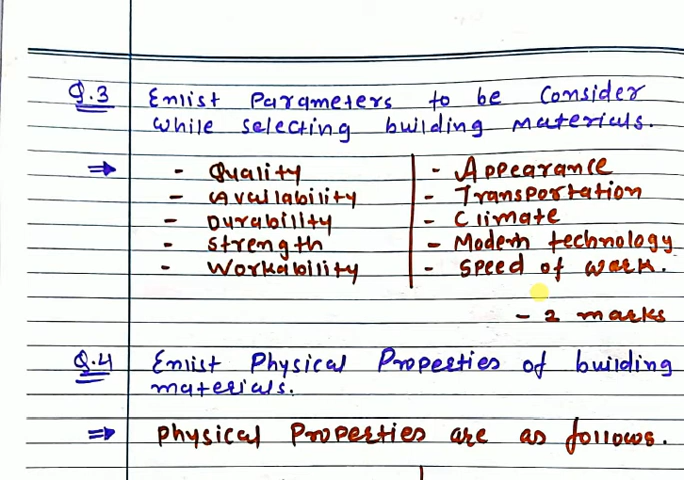 Q.3 Enlist Parameters to be Consider
while selecting building materials.
⇒ - Quality
- Availability
- Durability
- Strength
- Workability
- Appearance
- Transportation
- Climate
- Modern technology
- Speed of work.
- 2 marks
Q.4 Enlist Physical Properties of building
materials.
⇒ Physical Properties are as follows.